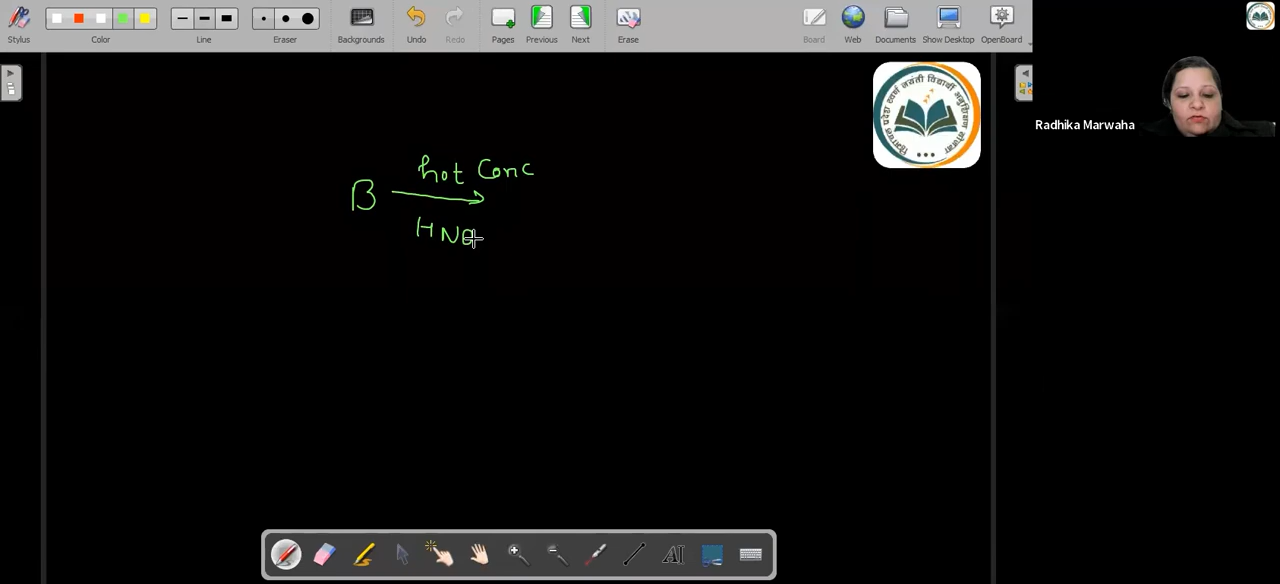 Stylus Color Line Eraser Backgrounds Undo Redo Pages Previous Next Erase Board Web Documents Show Desktop OpenBoard
Radhika Marwaha
hot Conc
B
HNO
AI